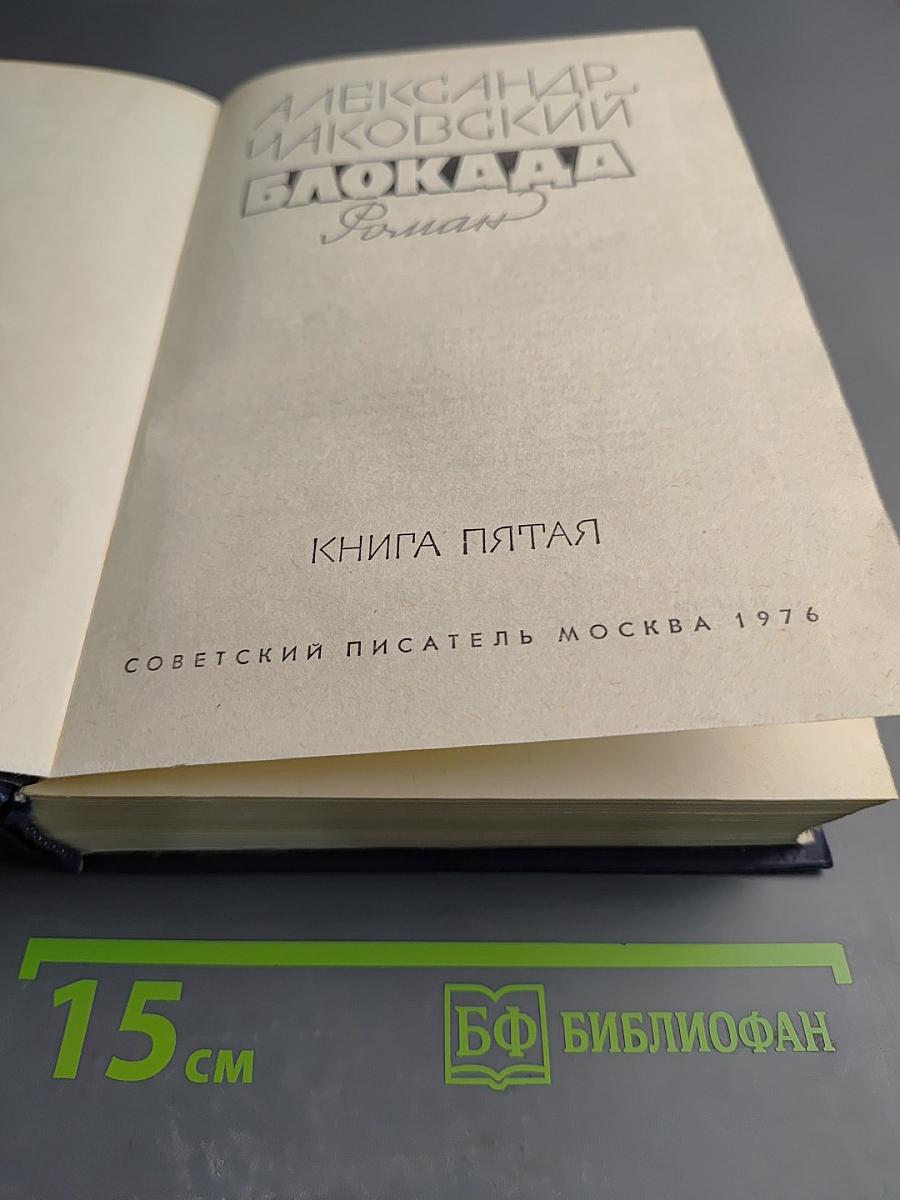 АЛЕКСАНДР
ЧАКОВСКИЙ
БЛОКАДА
Роман
КНИГА ПЯТАЯ
СОВЕТСКИЙ ПИСАТЕЛЬ МОСКВА 1976
15 см
БФ БИБЛИОФАН